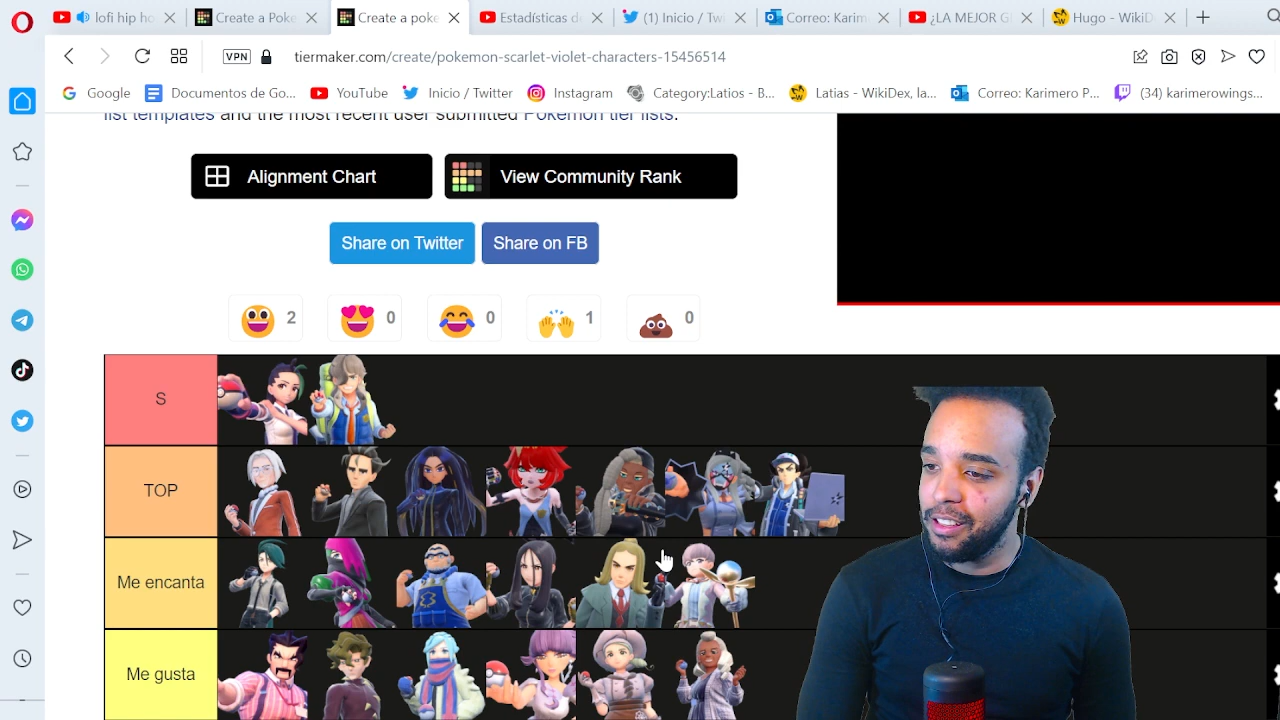 lofi hip ho
Create a Poké
Create a poke
Estadísticas d
(1) Inicio / Tw
Correo: Karim
¿LA MEJOR G
Hugo - WikiD
VPN
tiermaker.com/create/pokemon-scarlet-violet-characters-15456514
Google
Documentos de Go...
YouTube
Inicio / Twitter
Instagram
Category:Latios - B...
Latias - WikiDex, la...
Correo: Karimero P...
(34) karimerowings...
list templates and the most recent user submitted Pokemon tier lists.
Alignment Chart
View Community Rank
Share on Twitter
Share on FB
2
0
0
1
0
S
TOP
Me encanta
Me gusta